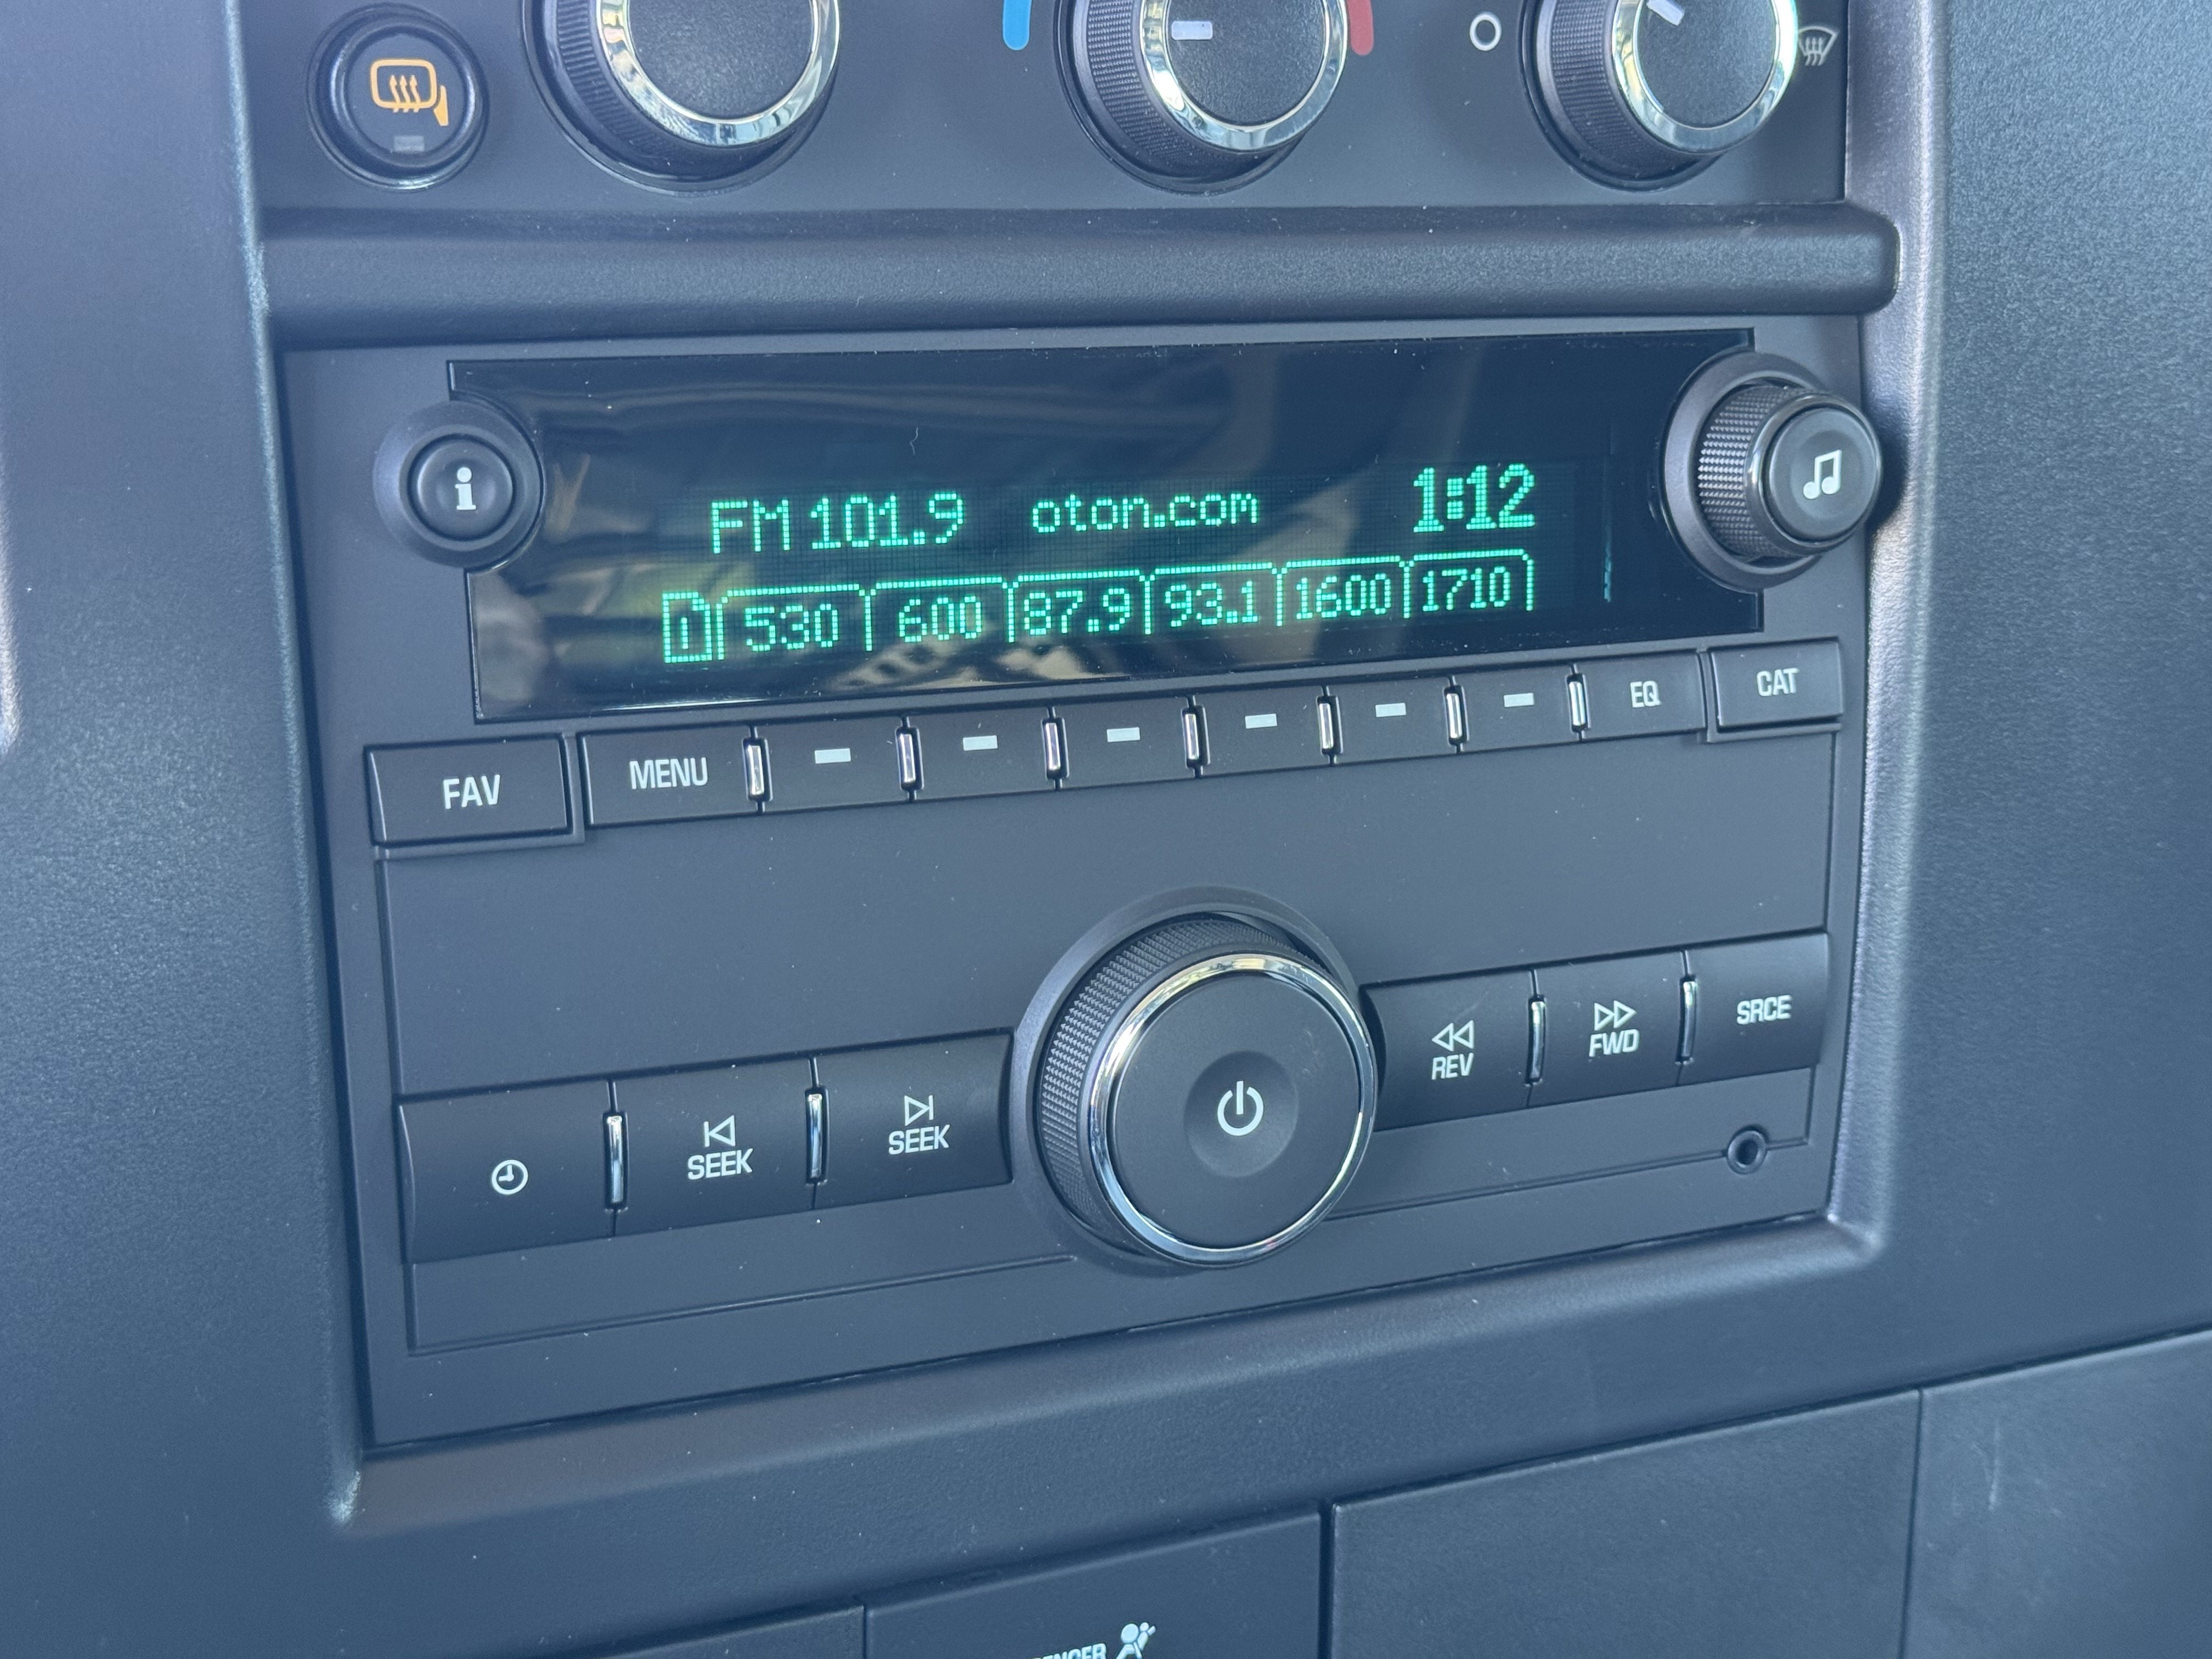 FM 101.9 oton.com 1:12
1 530 600 87.9 93.1 1600 1710
FAV MENU EQ CAT
SEEK SEEK REV FWD SRCE